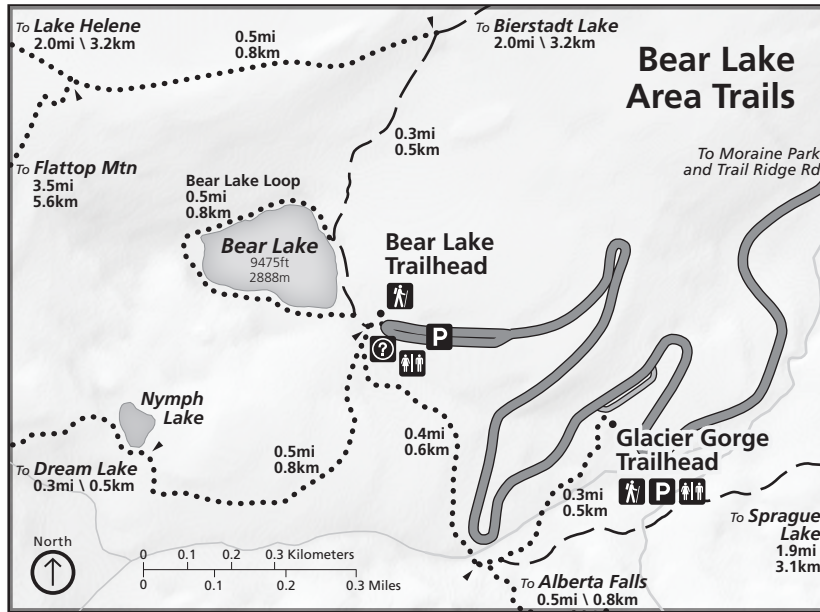 To Lake Helene
2.0mi \ 3.2km
0.5mi
0.8km
To Bierstadt Lake
2.0mi \ 3.2km
Bear Lake
Area Trails
0.3mi
0.5km
To Moraine Park
and Trail Ridge Rd
To Flattop Mtn
3.5mi
5.6km
Bear Lake Loop
0.5mi
0.8km
Bear Lake
9475ft
2888m
Bear Lake
Trailhead
P
?
Nymph
Lake
To Dream Lake
0.3mi \ 0.5km
0.5mi
0.8km
0.4mi
0.6km
Glacier Gorge
Trailhead
P
0.3mi
0.5km
To Sprague
Lake
1.9mi
3.1km
North
0 0.1 0.2 0.3 Kilometers
0 0.1 0.2 0.3 Miles
To Alberta Falls
0.5mi \ 0.8km